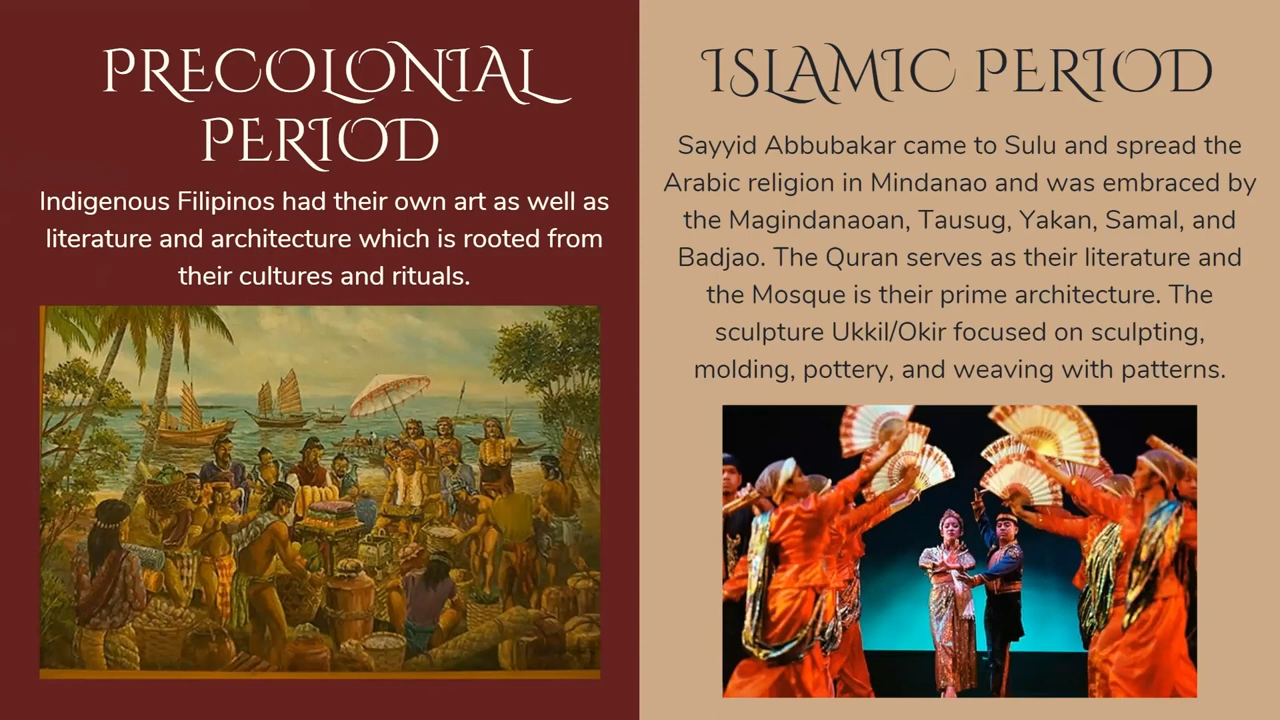 PRECOLONIAL
PERIOD
Indigenous Filipinos had their own art as well as
literature and architecture which is rooted from
their cultures and rituals.
ISLAMIC PERIOD
Sayyid Abbubakar came to Sulu and spread the
Arabic religion in Mindanao and was embraced by
the Magindanaoan, Tausug, Yakan, Samal, and
Badjao. The Quran serves as their literature and
the Mosque is their prime architecture. The
sculpture Ukkil/Okir focused on sculpting,
molding, pottery, and weaving with patterns.